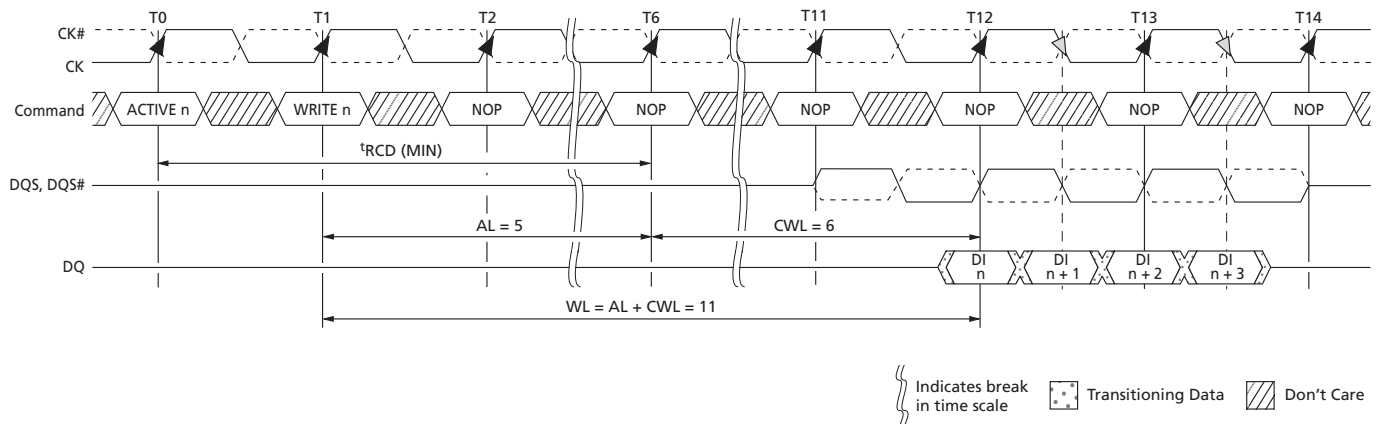 T0 T1 T2 T6 T11 T12 T13 T14
CK#
CK
Command ACTIVE n WRITE n NOP NOP NOP NOP NOP NOP
tRCD (MIN)
DQS, DQS#
AL = 5 CWL = 6
DQ DI n DI n + 1 DI n + 2 DI n + 3
WL = AL + CWL = 11
Indicates break
in time scale
Transitioning Data
Don't Care